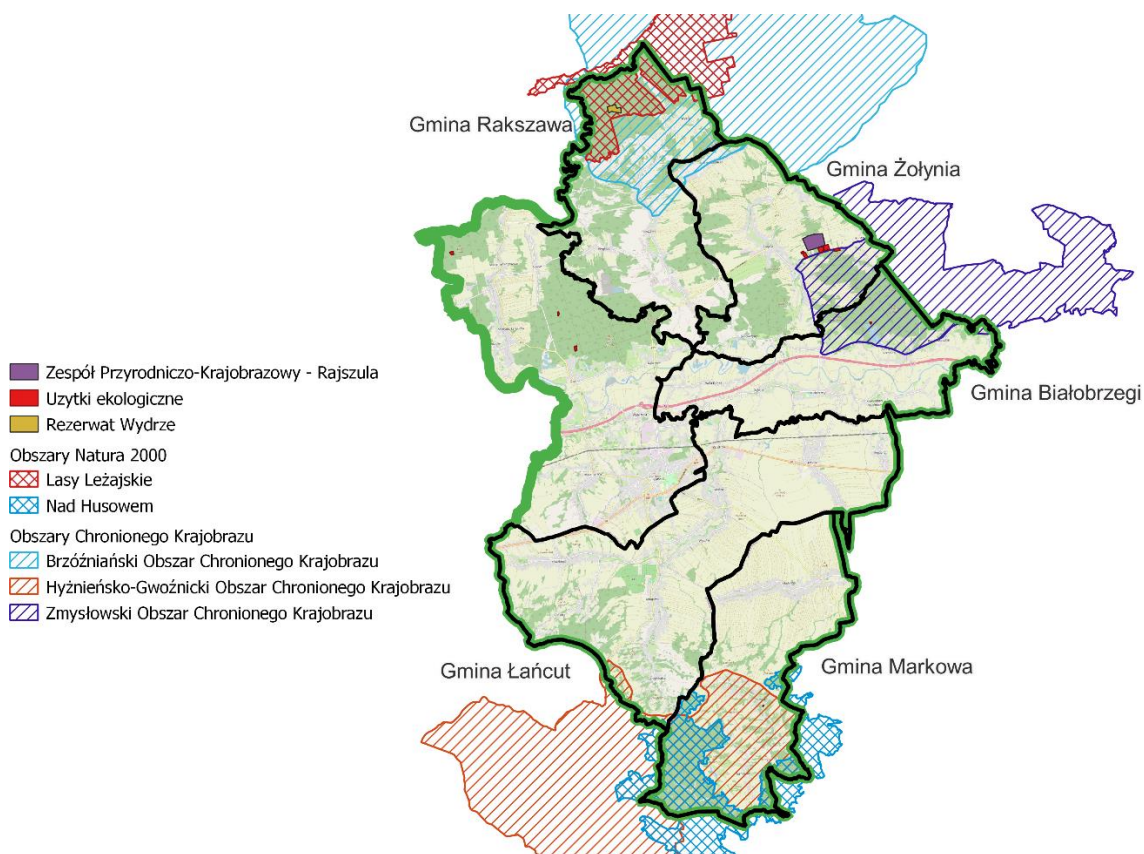 Gmina Rakszawa
Gmina Żołynia
Gmina Białobrzegi
Gmina Łańcut
Gmina Markowa
Zespół Przyrodniczo-Krajobrazowy - Rajszula
Uzytki ekologiczne
Rezerwat Wydrze
Obszary Natura 2000
Lasy Leżajskie
Nad Husowem
Obszary Chronionego Krajobrazu
Brzóźniański Obszar Chronionego Krajobrazu
Hyżnieńsko-Gwoźnicki Obszar Chronionego Krajobrazu
Zmysłowski Obszar Chronionego Krajobrazu